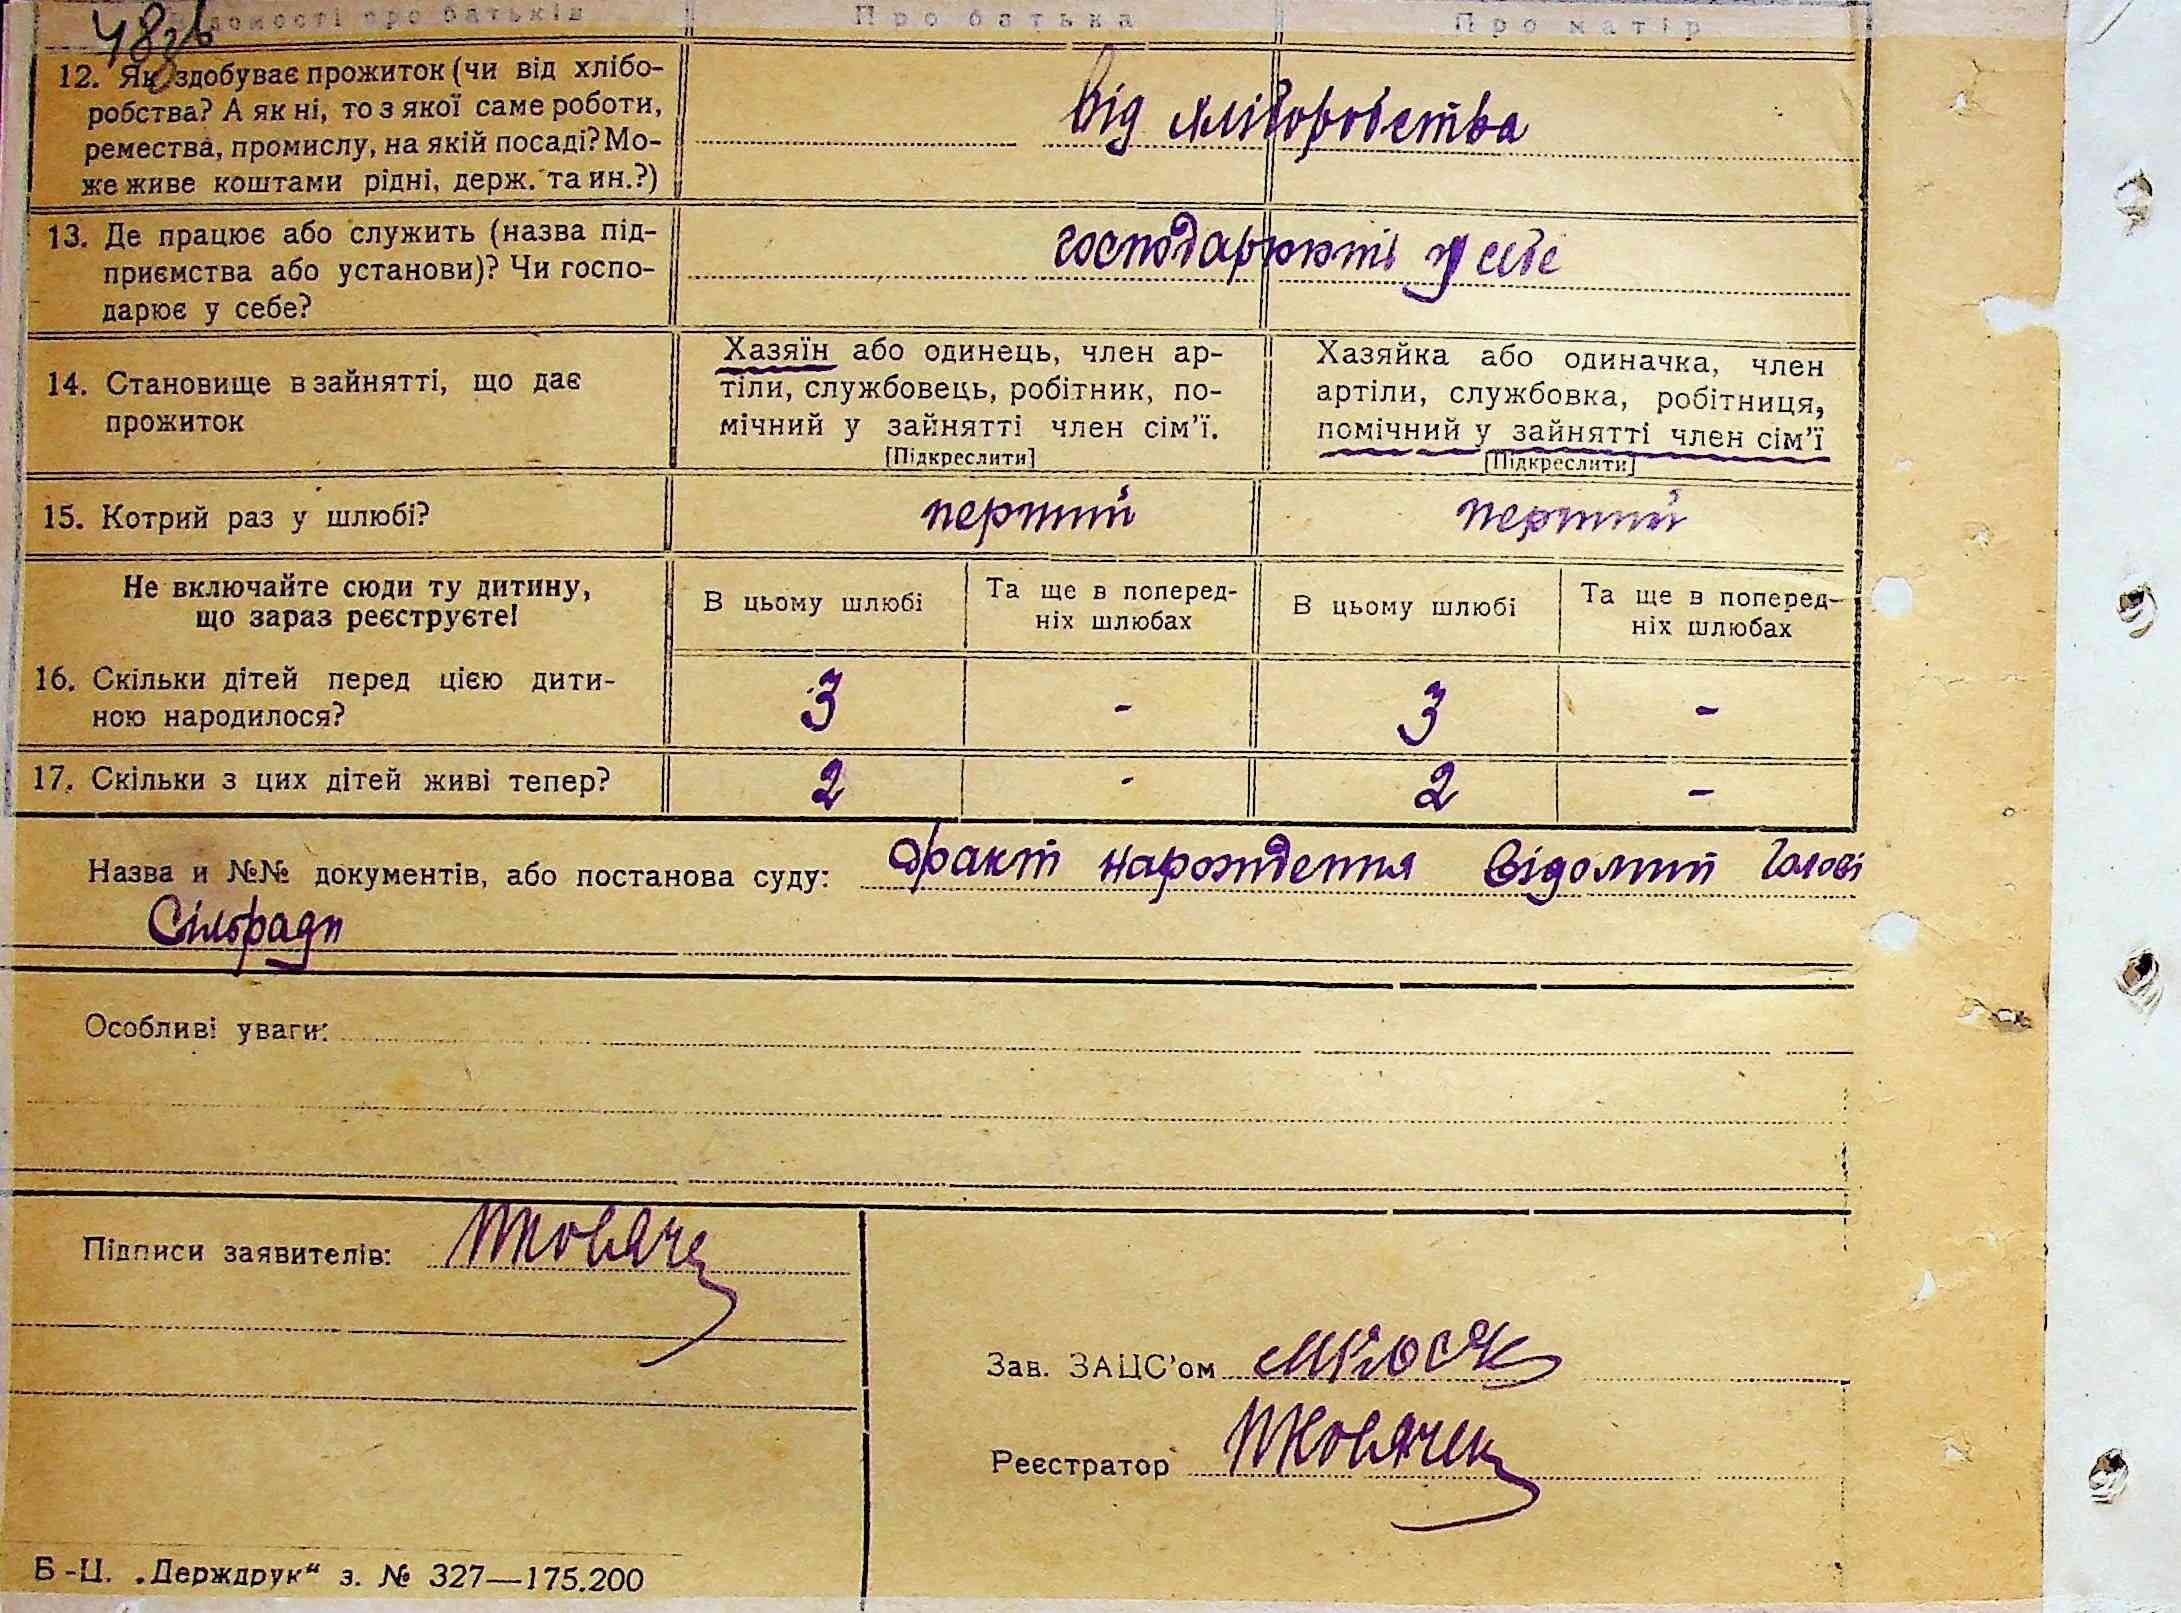 48зв
Відомості про батьків Про батька Про матір
12. Як здобуває прожиток (чи від хлібо-
робства? А як ні, то з якої саме роботи,
ремества, промислу, на якій посаді? Мо-
же живе коштами рідні, держ. та ин.?)
від хліборобства
13. Де працює або служить (назва під-
приємства або установи)? Чи госпо-
дарює у себе?
господарюють у себе
14. Становище в зайнятті, що дає
прожиток
Хазяїн або одинець, член ар-
тіли, службовець, робітник, по-
мічний у зайнятті член сім'ї.
[Підкреслити]
Хазяйка або одиначка, член
артіли, службовка, робітниця,
помічний у зайнятті член сім'ї
[Підкреслити]
15. Котрий раз у шлюбі? перший перший
Не включайте сюди ту дитину,
що зараз реєструєте!
В цьому шлюбі
Та ще в поперед-
ніх шлюбах
В цьому шлюбі
Та ще в поперед-
ніх шлюбах
16. Скільки дітей перед цією дити-
ною народилося?
3 - 3 -
17. Скільки з цих дітей живі тепер? 2 - 2 -
Назва и №№ документів, або постанова суду: Факт народження відомий Голові
Сільради
Особливі уваги:
Підписи заявителів:
Зав. ЗАЦС'ом
Реєстратор
Б-Ц. „Держдрук“ з. № 327—175.200